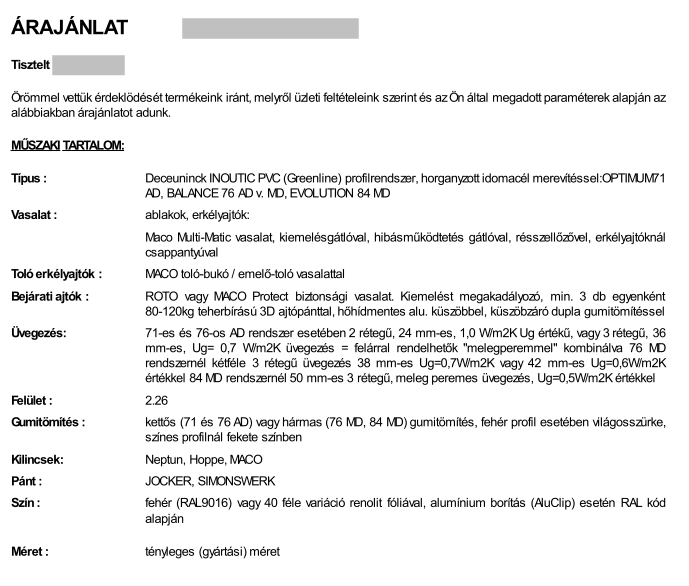 ÁRAJÁNLAT
Tisztelt
Örömmel vettük érdeklödését termékeink iránt, melyről üzleti feltételeink szerint és az Ön által megadott paraméterek alapján az
alábbiakban árajánlatot adunk.
MŰSZAKI TARTALOM:
Típus : Deceuninck INOUTIC PVC (Greenline) profilrendszer, horganyzott idomacél merevítéssel:OPTIMUM71
AD, BALANCE 76 AD v. MD, EVOLUTION 84 MD
Vasalat : ablakok, erkélyajtók:
Maco Multi-Matic vasalat, kiemelésgátlóval, hibásműködtetés gátlóval, résszellőzővel, erkélyajtóknál
csappantyúval
Toló erkélyajtók : MACO toló-bukó / emelő-toló vasalattal
Bejárati ajtók : ROTO vagy MACO Protect biztonsági vasalat. Kiemelést megakadályozó, min. 3 db egyenként
80-120kg teherbírású 3D ajtópánttal, hőhídmentes alu. küszöbbel, küszöbzáró dupla gumitömítéssel
Üvegezés: 71-es és 76-os AD rendszer esetében 2 rétegű, 24 mm-es, 1,0 W/m2K Ug értékű, vagy 3 rétegű, 36
mm-es, Ug= 0,7 W/m2K üvegezés = felárral rendelhetők "melegperemmel" kombinálva 76 MD
rendszernél kétféle 3 rétegű üvegezés 38 mm-es Ug=0,7W/m2K vagy 42 mm-es Ug=0,6W/m2K
értékkel 84 MD rendszernél 50 mm-es 3 rétegű, meleg peremes üvegezés, Ug=0,5W/m2K értékkel
Felület : 2.26
Gumitömítés : kettős (71 és 76 AD) vagy hármas (76 MD, 84 MD) gumitömítés, fehér profil esetében világosszürke,
színes profilnál fekete színben
Kilincsek: Neptun, Hoppe, MACO
Pánt : JOCKER, SIMONSWERK
Szín : fehér (RAL9016) vagy 40 féle variáció renolit fóliával, alumínium borítás (AluClip) esetén RAL kód
alapján
Méret : tényleges (gyártási) méret